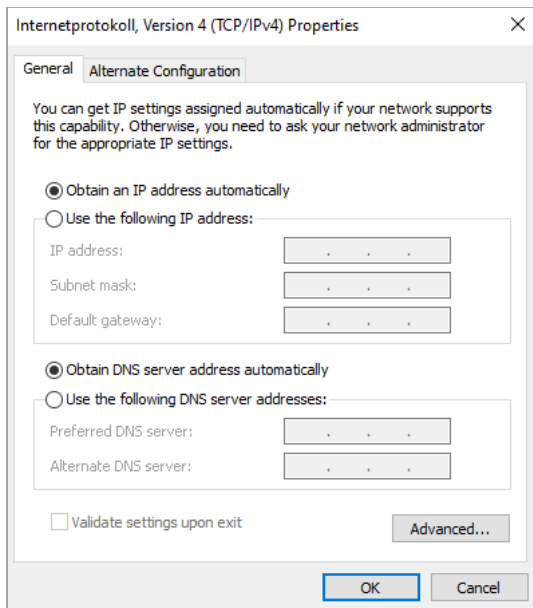 Internetprotokoll, Version 4 (TCP/IPv4) Properties
General
Alternate Configuration
You can get IP settings assigned automatically if your network supports
this capability. Otherwise, you need to ask your network administrator
for the appropriate IP settings.
Obtain an IP address automatically
Use the following IP address:
IP address:
Subnet mask:
Default gateway:
Obtain DNS server address automatically
Use the following DNS server addresses:
Preferred DNS server:
Alternate DNS server:
Validate settings upon exit
Advanced...
OK
Cancel